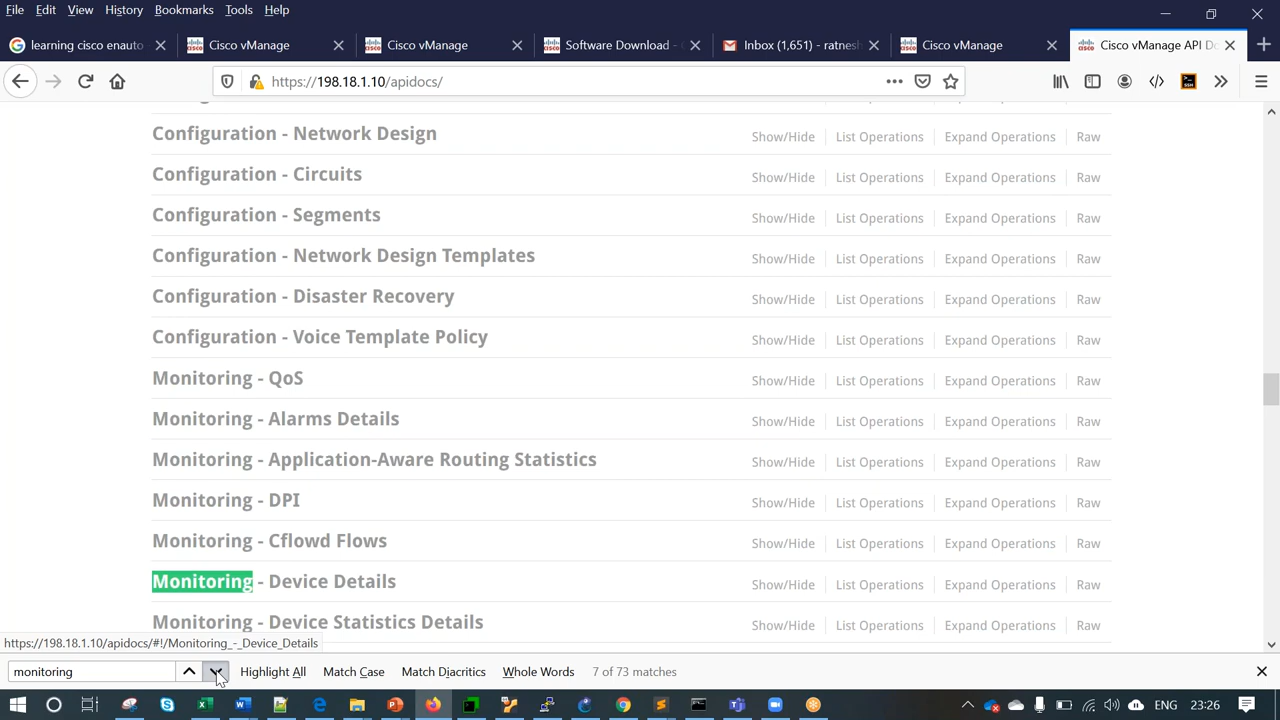 File Edit View History Bookmarks Tools Help
learning cisco enauto
Cisco vManage
Cisco vManage
Software Download - C
Inbox (1,651) - ratnesh
Cisco vManage
Cisco vManage API Do
https://198.18.1.10/apidocs/
Configuration - Network Design Show/Hide List Operations Expand Operations Raw
Configuration - Circuits Show/Hide List Operations Expand Operations Raw
Configuration - Segments Show/Hide List Operations Expand Operations Raw
Configuration - Network Design Templates Show/Hide List Operations Expand Operations Raw
Configuration - Disaster Recovery Show/Hide List Operations Expand Operations Raw
Configuration - Voice Template Policy Show/Hide List Operations Expand Operations Raw
Monitoring - QoS Show/Hide List Operations Expand Operations Raw
Monitoring - Alarms Details Show/Hide List Operations Expand Operations Raw
Monitoring - Application-Aware Routing Statistics Show/Hide List Operations Expand Operations Raw
Monitoring - DPI Show/Hide List Operations Expand Operations Raw
Monitoring - Cflowd Flows Show/Hide List Operations Expand Operations Raw
Monitoring - Device Details Show/Hide List Operations Expand Operations Raw
Monitoring - Device Statistics Details Show/Hide List Operations Expand Operations Raw
https://198.18.1.10/apidocs/#!/Monitoring_-_Device_Details
monitoring Highlight All Match Case Match Diacritics Whole Words 7 of 73 matches
ENG 23:26